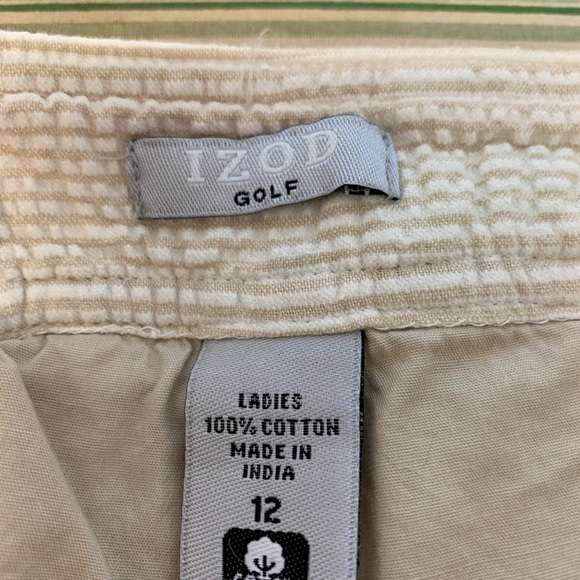 IZOD
GOLF
LADIES
100% COTTON
MADE IN
INDIA
12